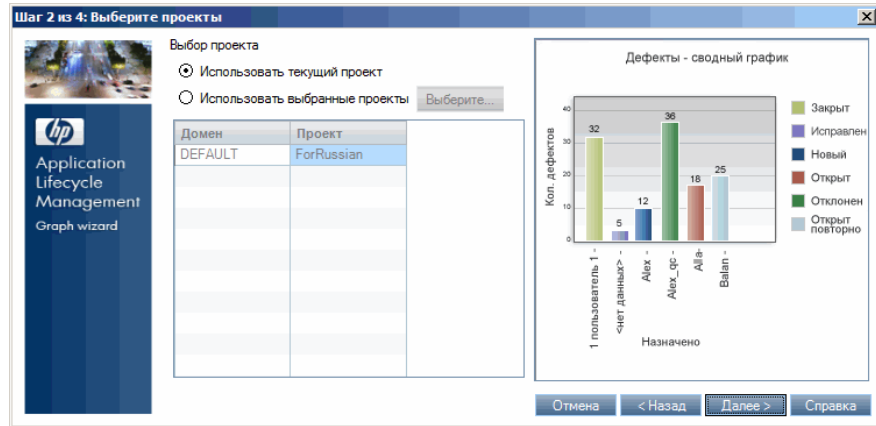 Шаг 2 из 4: Выберите проекты
hp
Application
Lifecycle
Management
Graph wizard
Выбор проекта
Использовать текущий проект
Использовать выбранные проекты
Выберите...
Домен Проект
DEFAULT ForRussian
Дефекты - сводный график
Кол. дефектов
40
30
20
10
0
32
5
12
36
18
25
1 пользователь 1 -
<нет данных> -
Alex -
Alex_qc -
Alla-
Balan -
Назначено
Закрыт
Исправлен
Новый
Открыт
Отклонен
Открыт
повторно
Отмена
< Назад
Далее >
Справка